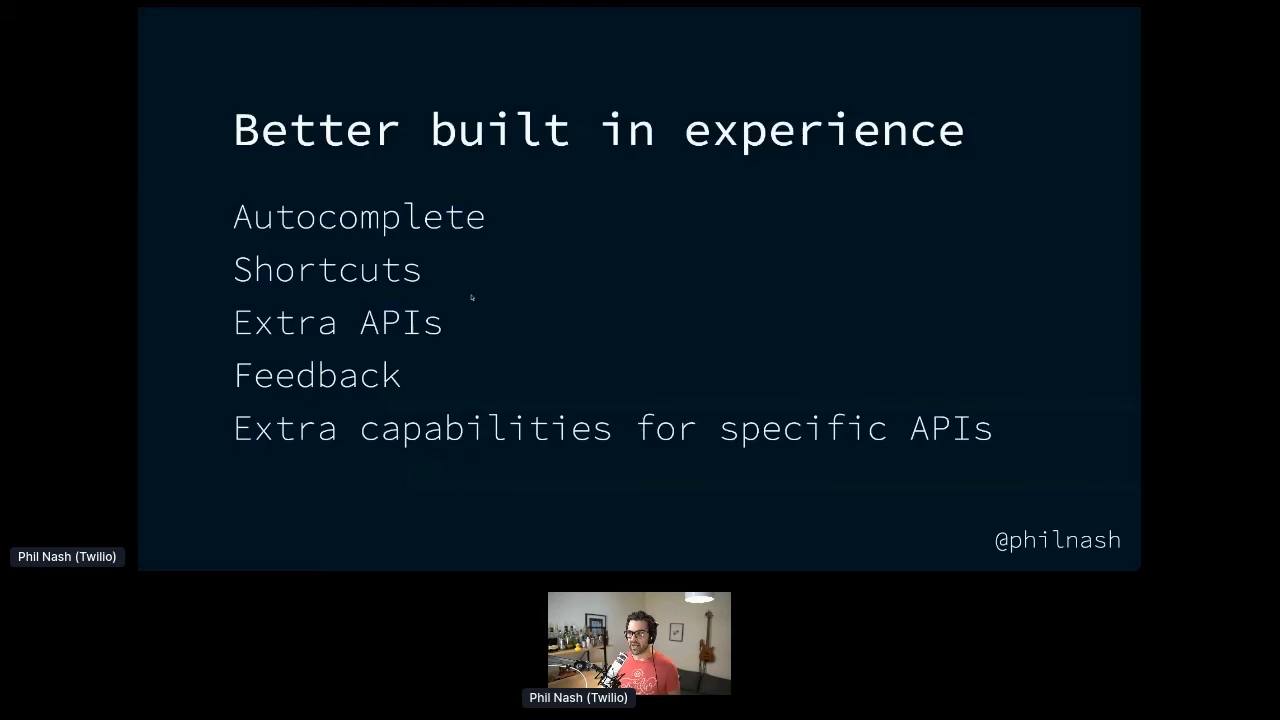 Better built in experience
Autocomplete
Shortcuts
Extra APIs
Feedback
Extra capabilities for specific APIs
@philnash
Phil Nash (Twilio)
Phil Nash (Twilio)